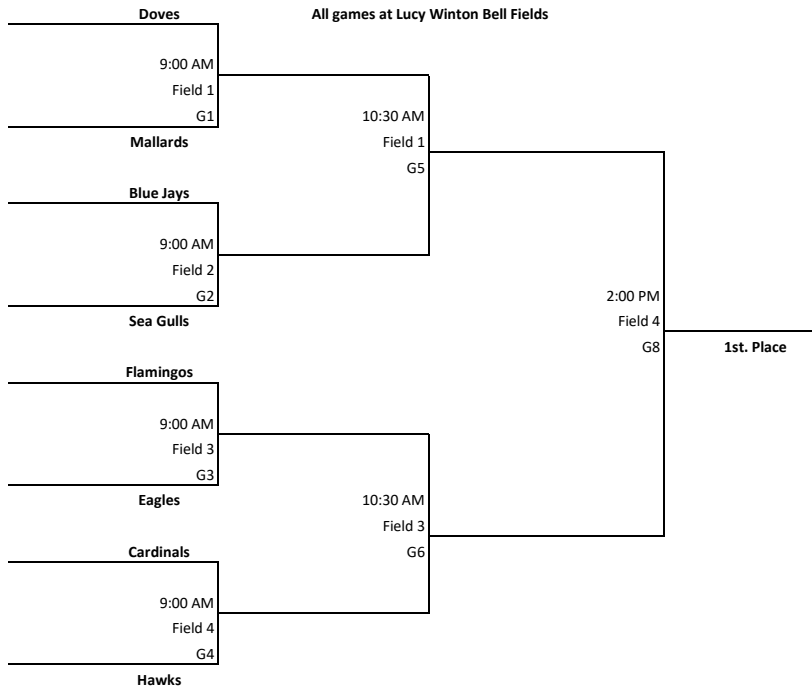 Doves
All games at Lucy Winton Bell Fields
9:00 AM
Field 1
G1
Mallards
10:30 AM
Field 1
G5
Blue Jays
9:00 AM
Field 2
G2
Sea Gulls
2:00 PM
Field 4
G8
1st. Place
Flamingos
9:00 AM
Field 3
G3
Eagles
10:30 AM
Field 3
G6
Cardinals
9:00 AM
Field 4
G4
Hawks